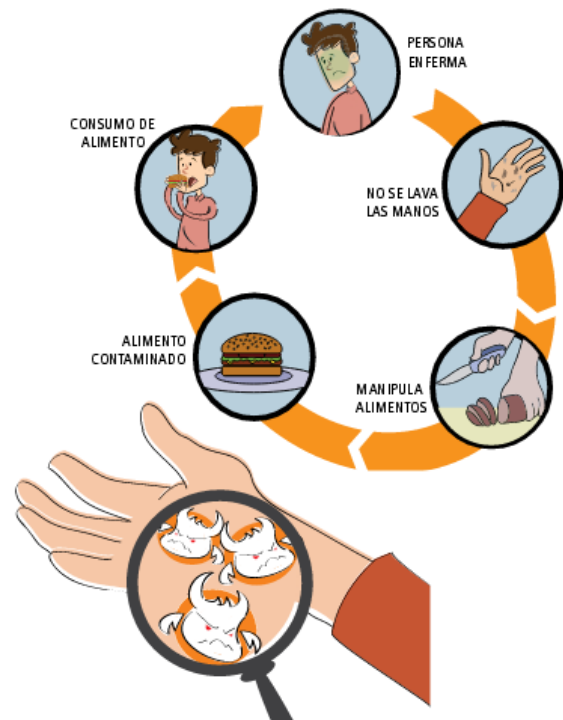 PERSONA
ENFERMA
NO SE LAVA
LAS MANOS
MANIPULA
ALIMENTOS
ALIMENTO
CONTAMINADO
CONSUMO DE
ALIMENTO